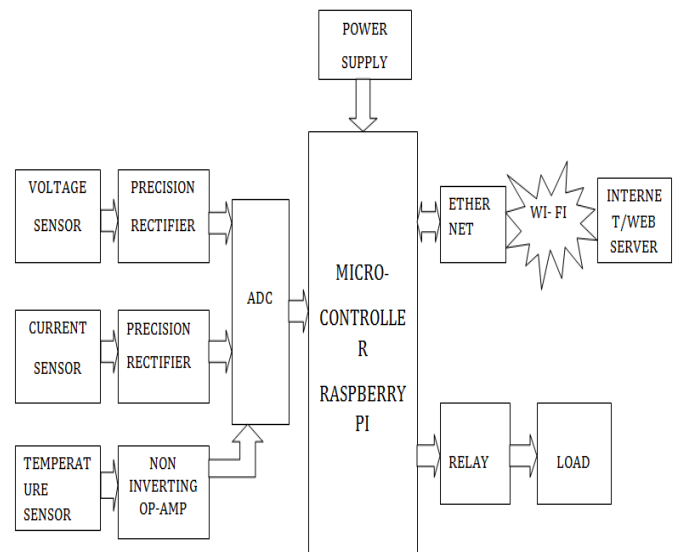 POWER
SUPPLY
VOLTAGE
SENSOR
PRECISION
RECTIFIER
ETHER
NET
WI- FI
INTERNE
T/WEB
SERVER
ADC
MICRO-
CONTROLLE
R
RASPBERRY
PI
CURRENT
SENSOR
PRECISION
RECTIFIER
TEMPERAT
URE
SENSOR
NON
INVERTING
OP-AMP
RELAY
LOAD